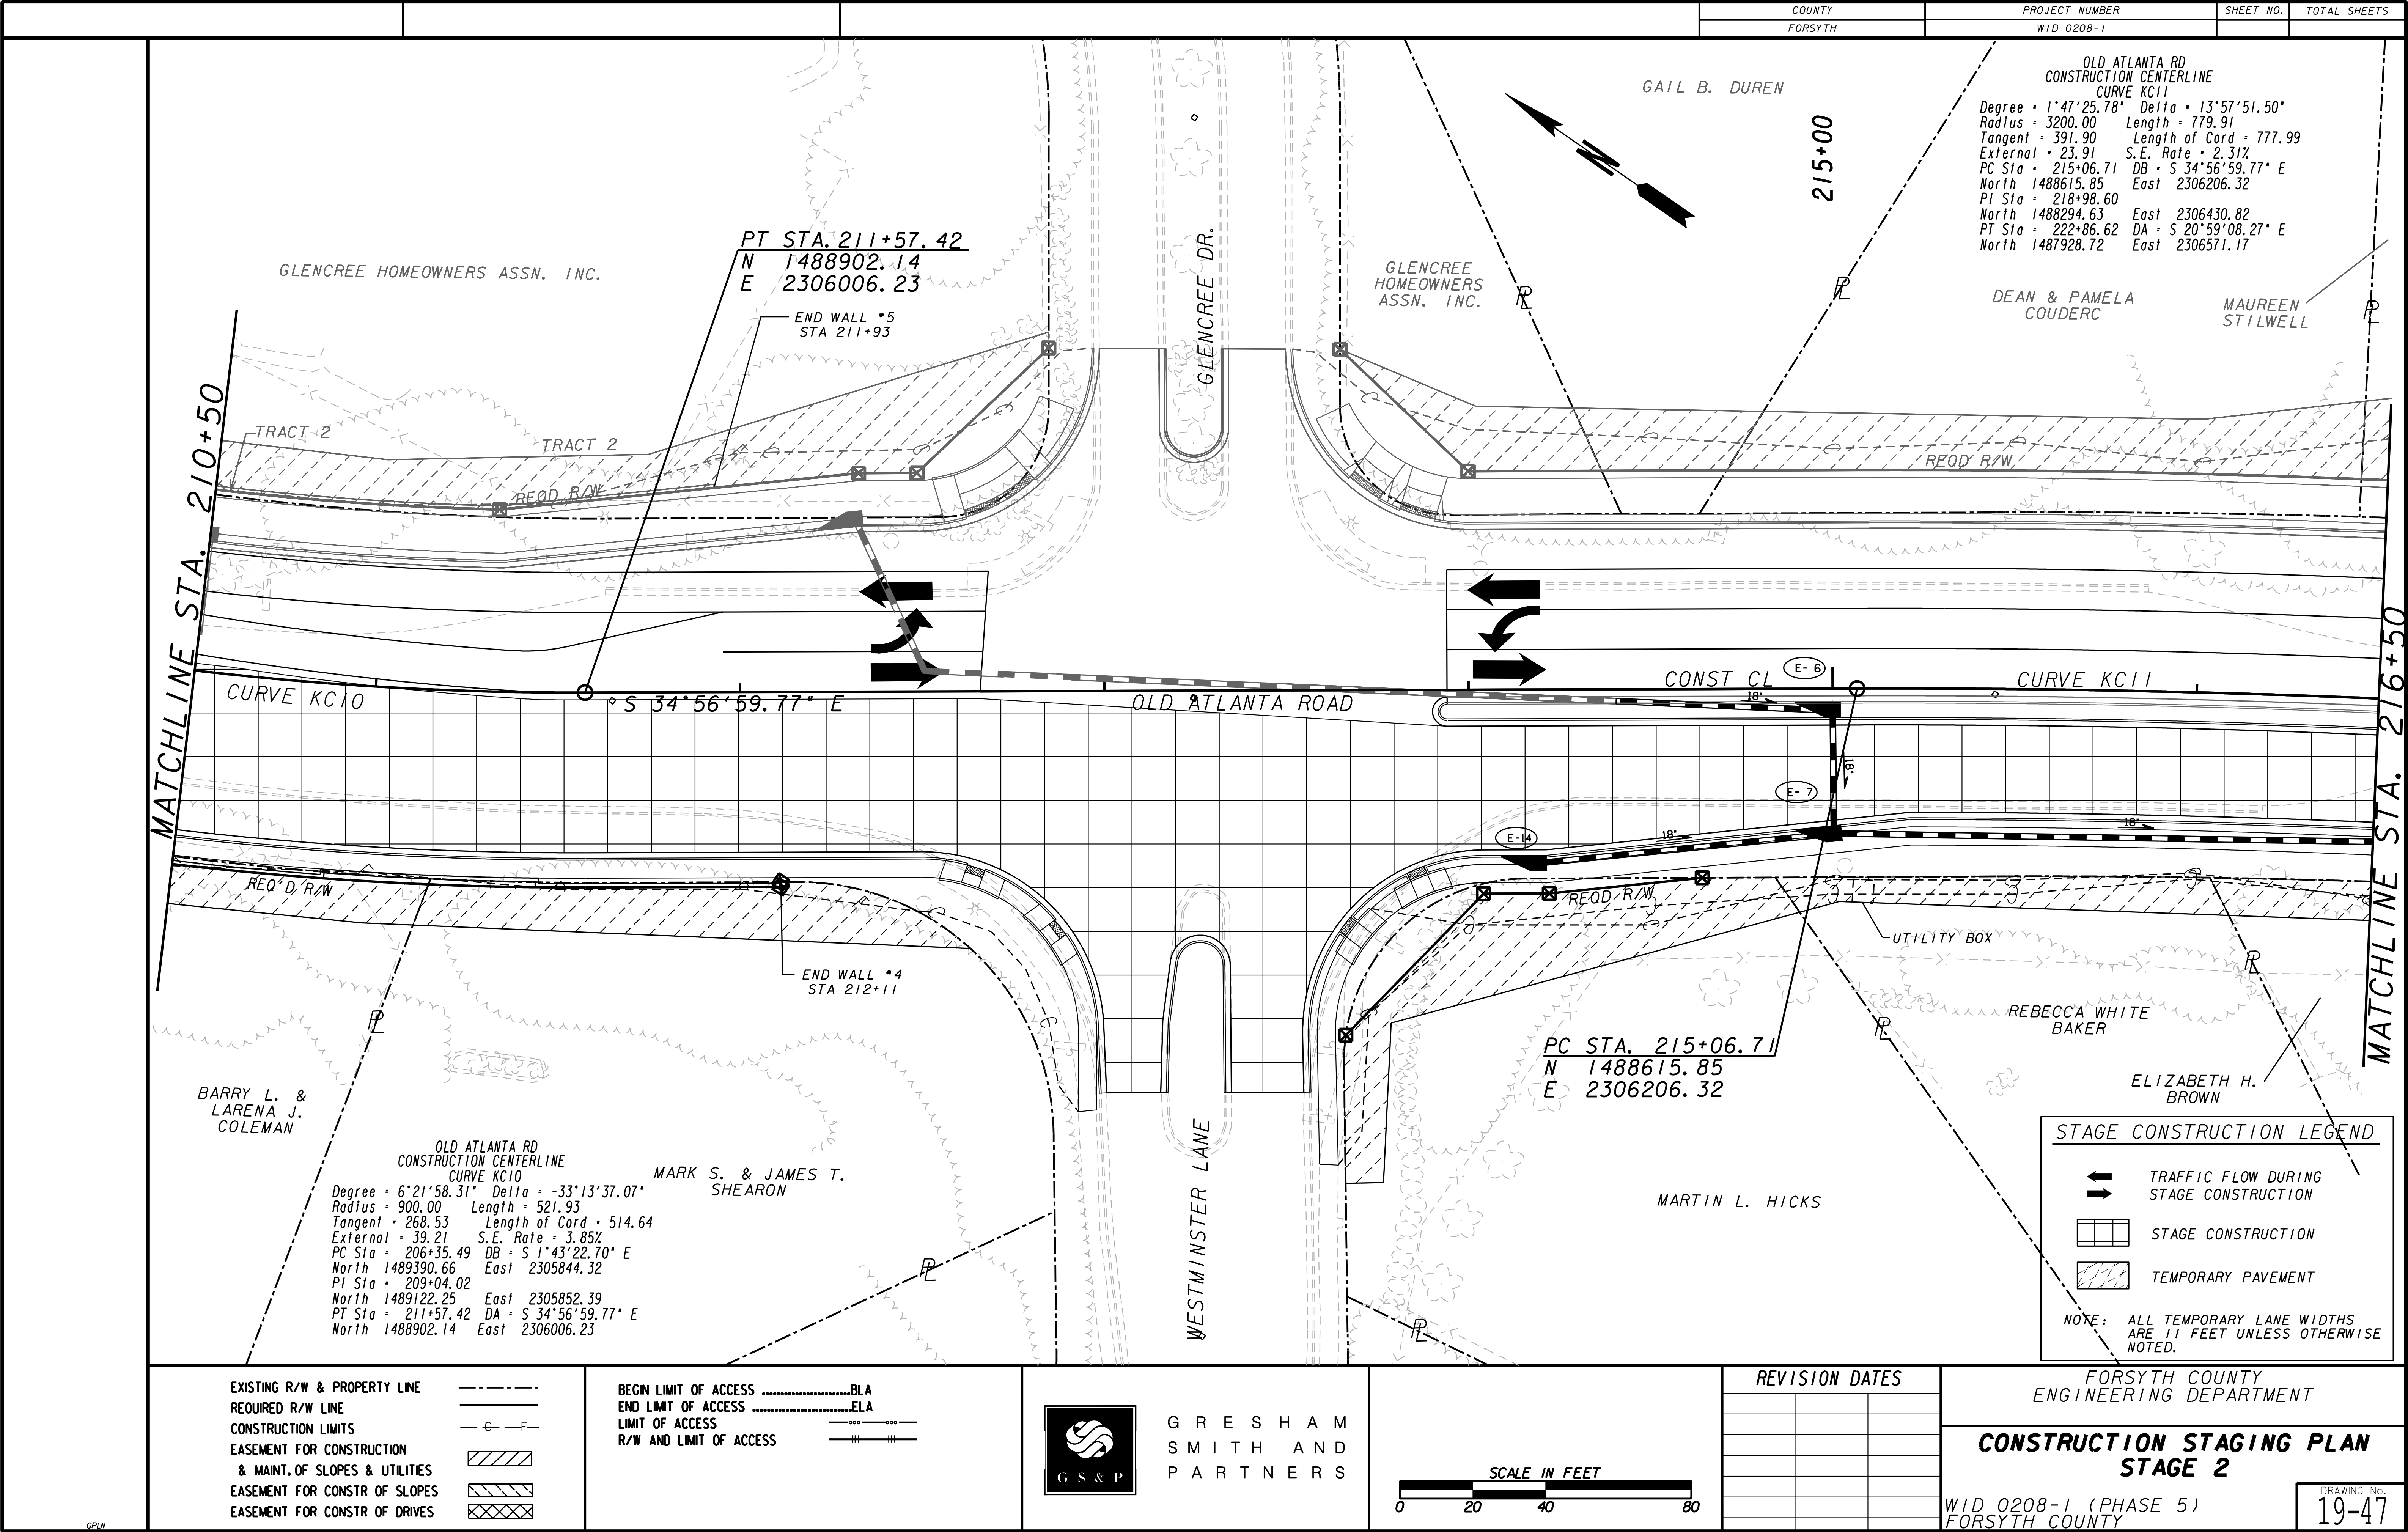 COUNTY
PROJECT NUMBER
SHEET NO.
TOTAL SHEETS
FORSYTH
WID 0208-1
OLD ATLANTA RD
CONSTRUCTION CENTERLINE
CURVE KC11
Degree = 1°47'25.78" Delta = 13°57'51.50"
Radius = 3200.00 Length = 779.91
Tangent = 391.90 Length of Cord = 777.99
External = 23.91 S.E. Rate = 2.31%
PC Sta = 215+06.71 DB = S 34°56'59.77" E
North 1488615.85 East 2306206.32
PI Sta = 218+98.60
North 1488294.63 East 2306430.82
PT Sta = 222+86.62 DA = S 20°59'08.27" E
North 1487928.72 East 2306571.17
GAIL B. DUREN
N
215+00
PT STA. 211+57.42
N 1488902.14
E 2306006.23
GLENCREE HOMEOWNERS ASSN, INC.
END WALL #5
STA 211+93
GLENCREE DR.
GLENCREE
HOMEOWNERS
ASSN, INC.
PL
PL
DEAN & PAMELA
COUDERC
MAUREEN
STILWELL
PL
MATCHLINE STA. 210+50
TRACT 2
TRACT 2
REQD R/W
REQD R/W
C
C
C
C
C
C
C
CURVE KC10
S 34°56'59.77" E
OLD ATLANTA ROAD
CONST CL
E-6
CURVE KC11
18"
18"
E-7
E-14
18"
18"
MATCHLINE STA. 216+50
REQ'D R/W
REQD R/W
C
C
C
END WALL #4
STA 212+11
UTILITY BOX
PL
PL
PL
REBECCA WHITE
BAKER
PC STA. 215+06.71
N 1488615.85
E 2306206.32
ELIZABETH H.
BROWN
BARRY L. &
LARENA J.
COLEMAN
OLD ATLANTA RD
CONSTRUCTION CENTERLINE
CURVE KC10
Degree = 6°21'58.31" Delta = -33°13'37.07"
Radius = 900.00 Length = 521.93
Tangent = 268.53 Length of Cord = 514.64
External = 39.21 S.E. Rate = 3.85%
PC Sta = 206+35.49 DB = S 1°43'22.70" E
North 1489390.66 East 2305844.32
PI Sta = 209+04.02
North 1489122.25 East 2305852.39
PT Sta = 211+57.42 DA = S 34°56'59.77" E
North 1488902.14 East 2306006.23
MARK S. & JAMES T.
SHEARON
PL
WESTMINSTER LANE
PL
MARTIN L. HICKS
STAGE CONSTRUCTION LEGEND
TRAFFIC FLOW DURING
STAGE CONSTRUCTION
STAGE CONSTRUCTION
TEMPORARY PAVEMENT
NOTE: ALL TEMPORARY LANE WIDTHS
ARE 11 FEET UNLESS OTHERWISE
NOTED.
EXISTING R/W & PROPERTY LINE
REQUIRED R/W LINE
CONSTRUCTION LIMITS C F
EASEMENT FOR CONSTRUCTION
& MAINT. OF SLOPES & UTILITIES
EASEMENT FOR CONSTR OF SLOPES
EASEMENT FOR CONSTR OF DRIVES
GPLN
BEGIN LIMIT OF ACCESS ........................BLA
END LIMIT OF ACCESS ..........................ELA
LIMIT OF ACCESS
R/W AND LIMIT OF ACCESS
GS&P
GRESHAM
SMITH AND
PARTNERS
SCALE IN FEET
0 20 40 80
REVISION DATES
FORSYTH COUNTY
ENGINEERING DEPARTMENT
CONSTRUCTION STAGING PLAN
STAGE 2
WID 0208-1 (PHASE 5)
FORSYTH COUNTY
DRAWING No.
19-47